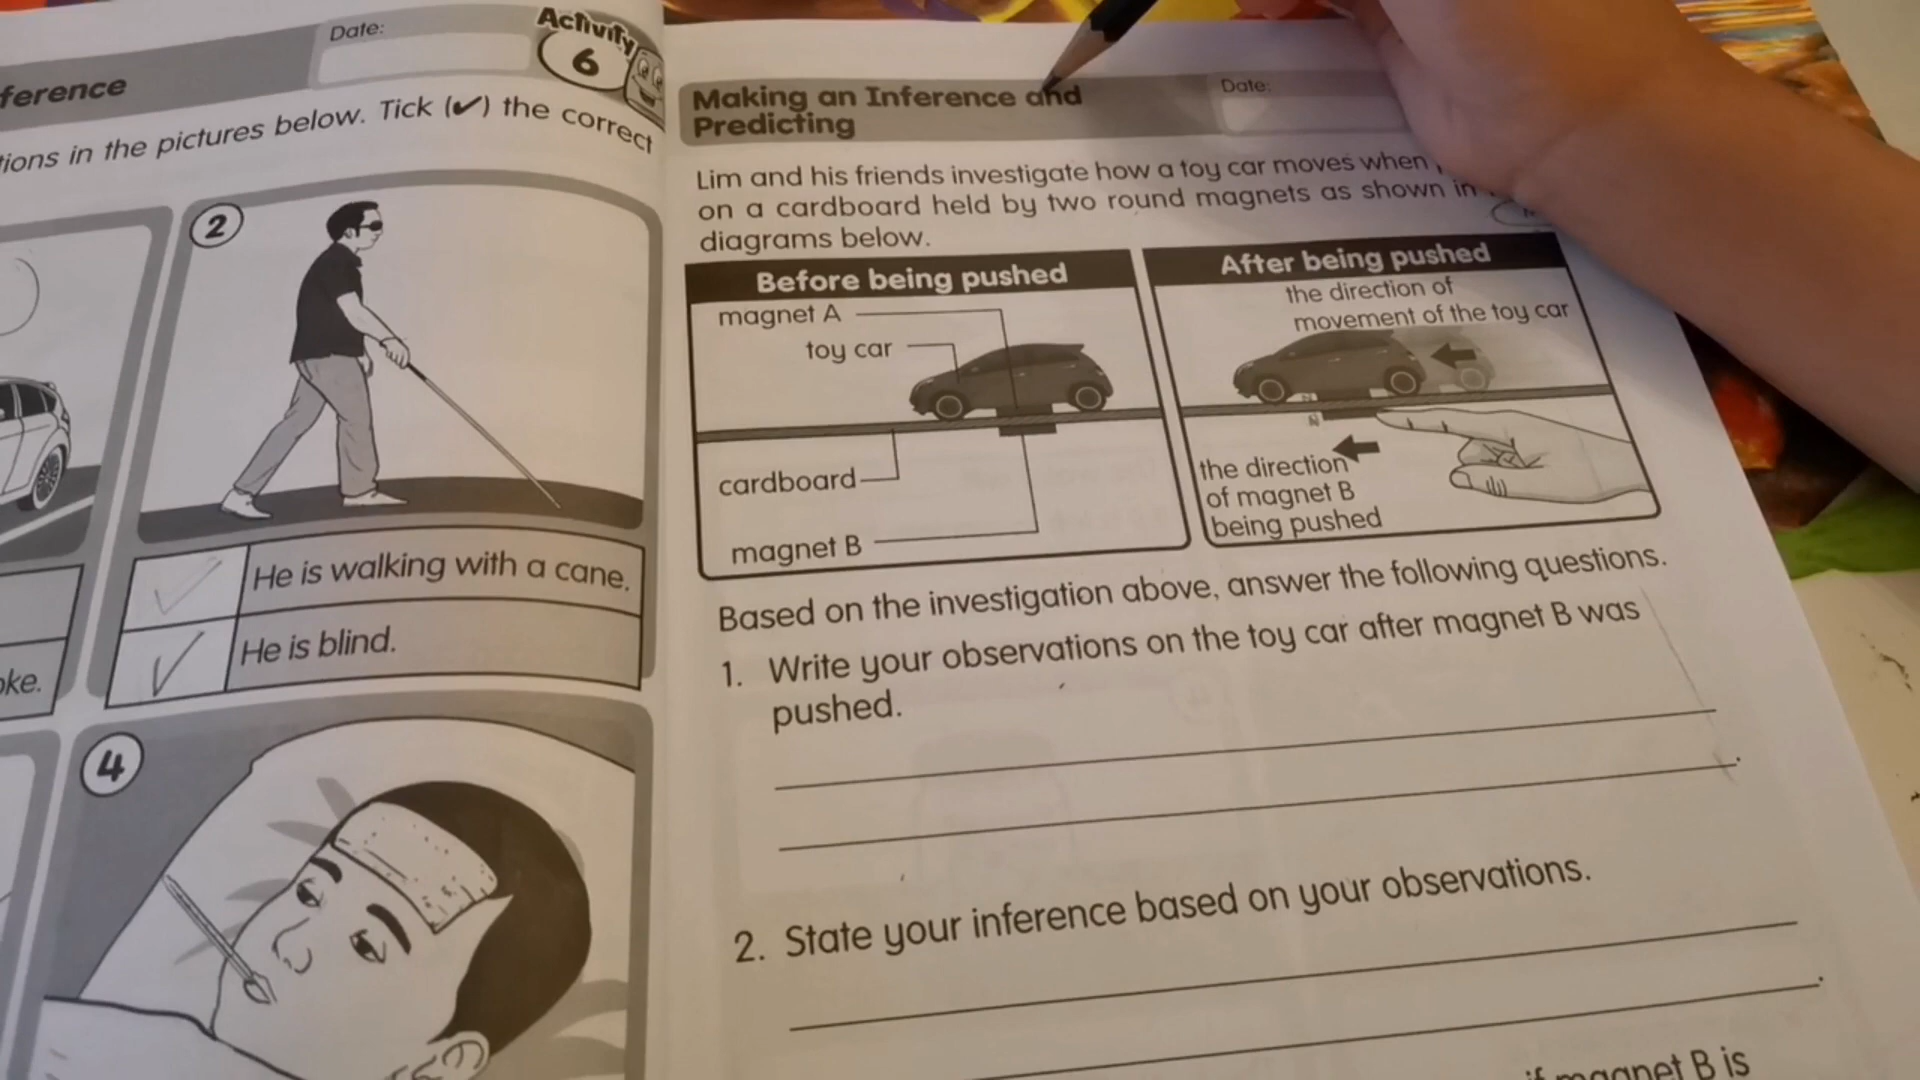 ference
Date:
Activity
6
ions in the pictures below. Tick (✔) the correct
2
He is walking with a cane.
He is blind.
oke.
4
Making an Inference and
Predicting
Date:
Lim and his friends investigate how a toy car moves when
on a cardboard held by two round magnets as shown in
diagrams below.
Before being pushed
magnet A
toy car
cardboard
magnet B
After being pushed
the direction of
movement of the toy car
the direction
of magnet B
being pushed
Based on the investigation above, answer the following questions.
1. Write your observations on the toy car after magnet B was
pushed.
2. State your inference based on your observations.
if magnet B is